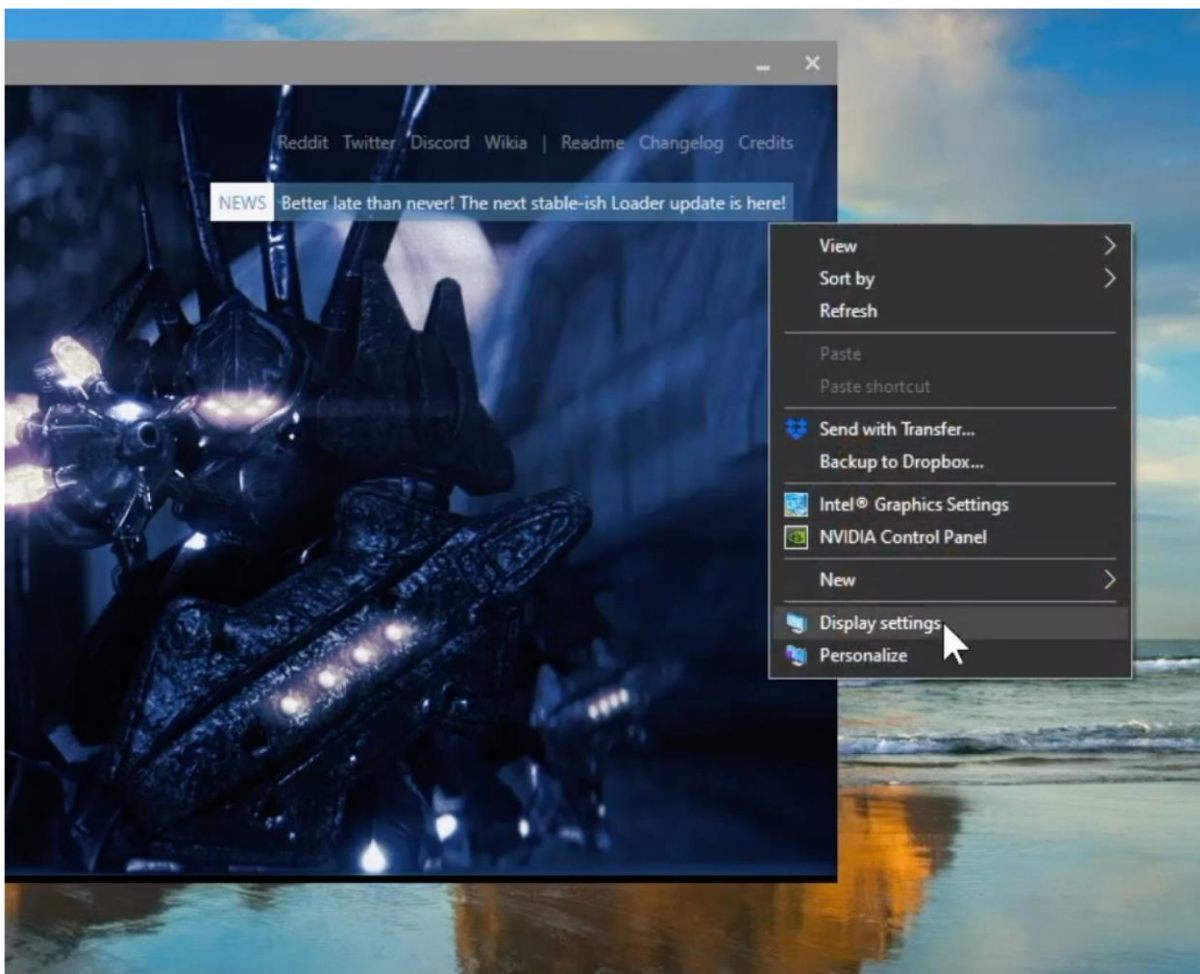 Reddit Twitter Discord Wikia | Readme Changelog Credits
NEWS Better late than never! The next stable-ish Loader update is here!
View
Sort by
Refresh
Paste
Paste shortcut
Send with Transfer...
Backup to Dropbox...
Intel® Graphics Settings
NVIDIA Control Panel
New
Display settings
Personalize